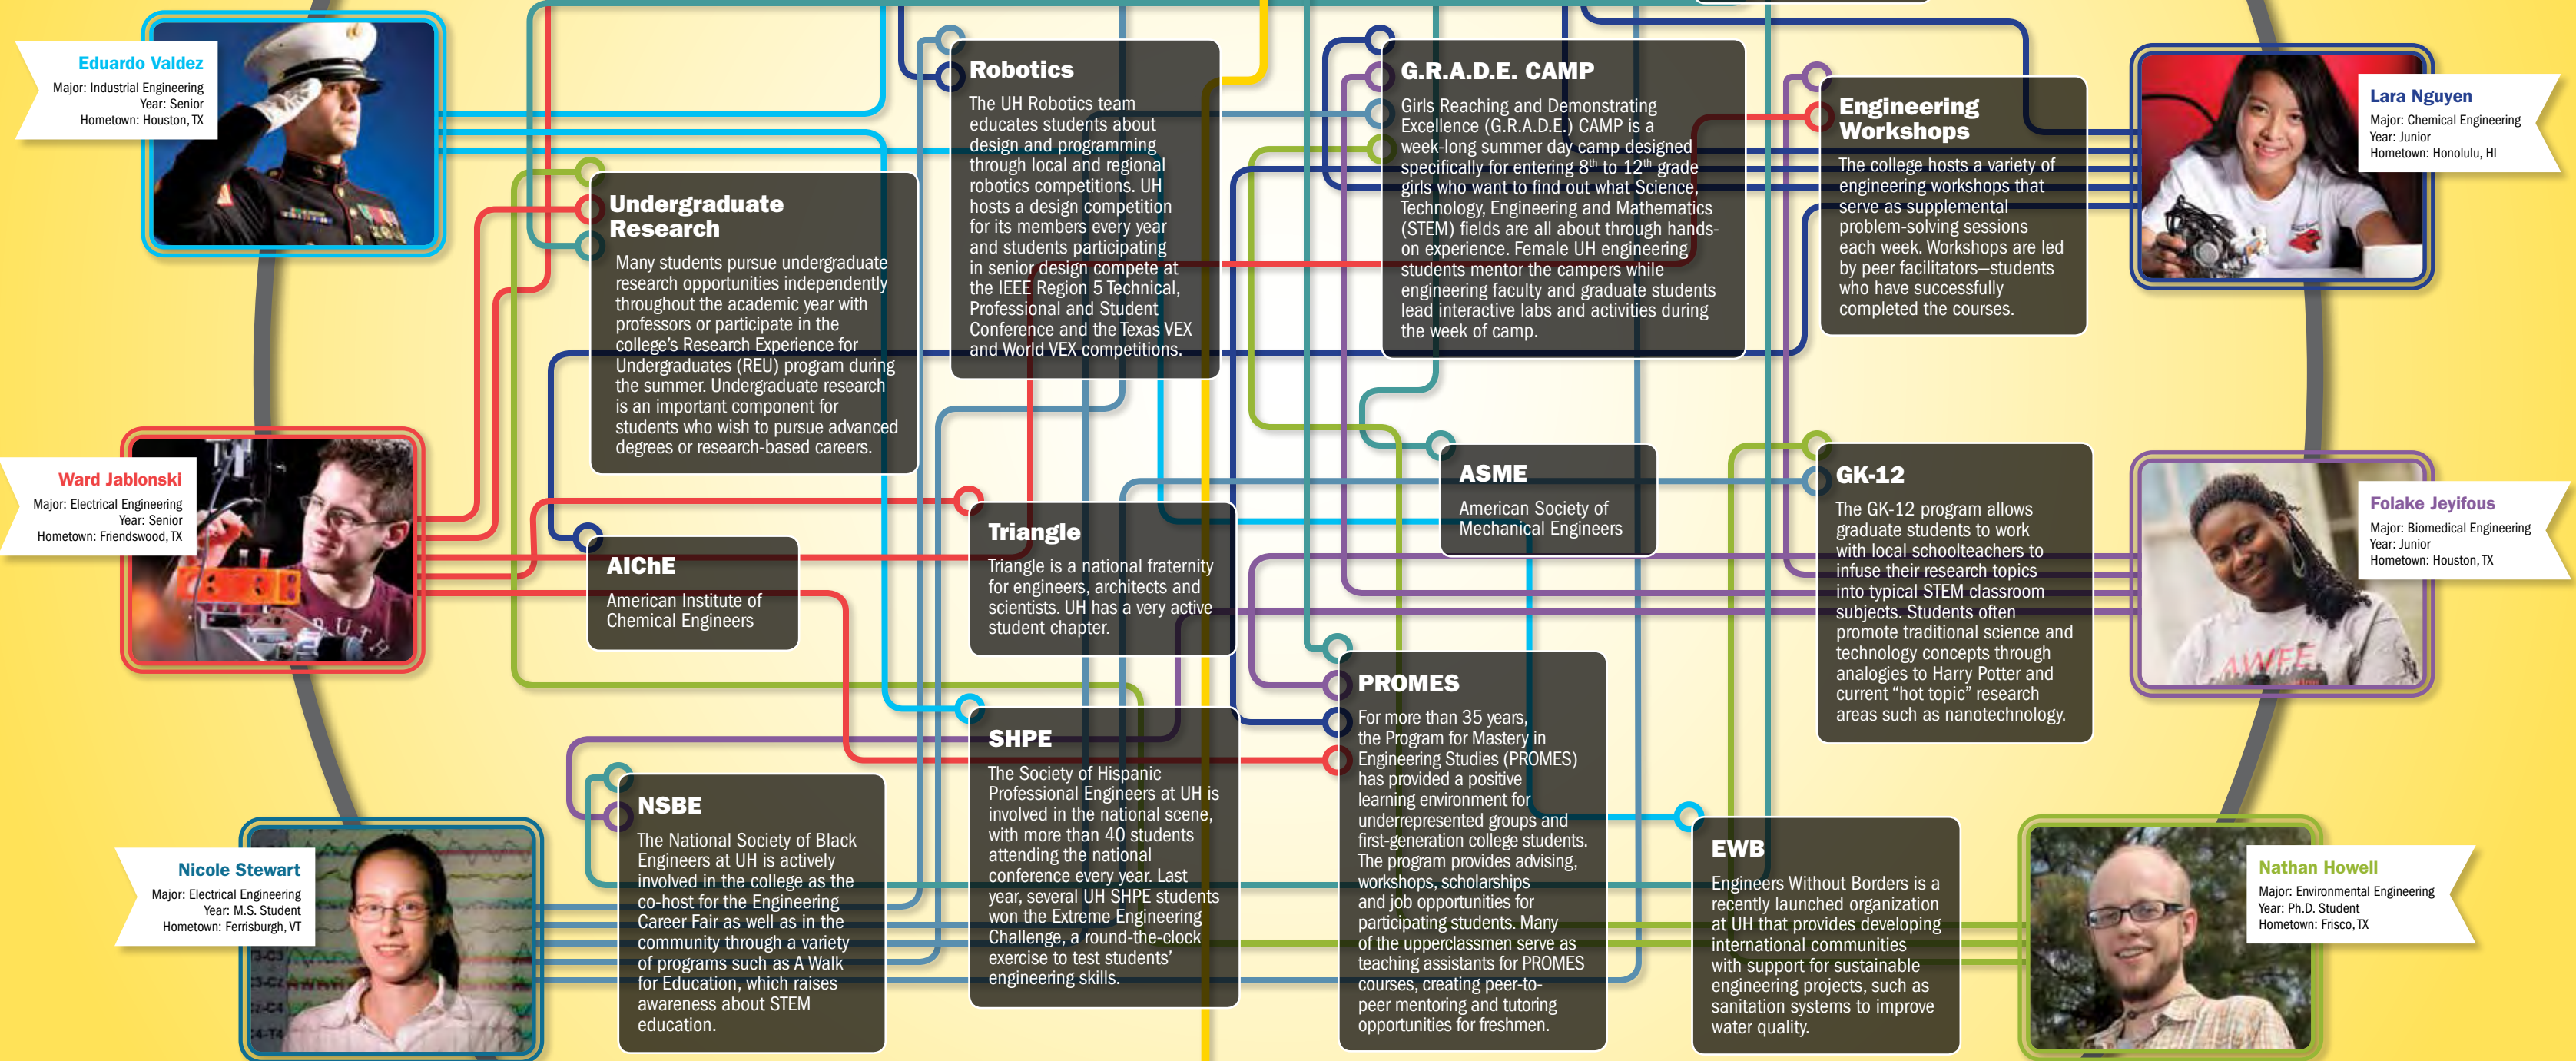 Eduardo Valdez
Major: Industrial Engineering
Year: Senior
Hometown: Houston, TX
Robotics
The UH Robotics team
educates students about
design and programming
through local and regional
robotics competitions. UH
hosts a design competition
for its members every year
and students participating
in senior design compete at
the IEEE Region 5 Technical,
Professional and Student
Conference and the Texas VEX
and World VEX competitions.
G.R.A.D.E. CAMP
Girls Reaching and Demonstrating
Excellence (G.R.A.D.E.) CAMP is a
week-long summer day camp designed
specifically for entering 8th to 12th grade
girls who want to find out what Science,
Technology, Engineering and Mathematics
(STEM) fields are all about through hands-
on experience. Female UH engineering
students mentor the campers while
engineering faculty and graduate students
lead interactive labs and activities during
the week of camp.
Engineering
Workshops
The college hosts a variety of
engineering workshops that
serve as supplemental
problem-solving sessions
each week. Workshops are led
by peer facilitators—students
who have successfully
completed the courses.
Lara Nguyen
Major: Chemical Engineering
Year: Junior
Hometown: Honolulu, HI
Undergraduate
Research
Many students pursue undergraduate
research opportunities independently
throughout the academic year with
professors or participate in the
college's Research Experience for
Undergraduates (REU) program during
the summer. Undergraduate research
is an important component for
students who wish to pursue advanced
degrees or research-based careers.
Ward Jablonski
Major: Electrical Engineering
Year: Senior
Hometown: Friendswood, TX
AIChE
American Institute of
Chemical Engineers
Triangle
Triangle is a national fraternity
for engineers, architects and
scientists. UH has a very active
student chapter.
ASME
American Society of
Mechanical Engineers
GK-12
The GK-12 program allows
graduate students to work
with local schoolteachers to
infuse their research topics
into typical STEM classroom
subjects. Students often
promote traditional science and
technology concepts through
analogies to Harry Potter and
current “hot topic” research
areas such as nanotechnology.
Folake Jeyifous
Major: Biomedical Engineering
Year: Junior
Hometown: Houston, TX
AWFE
NSBE
The National Society of Black
Engineers at UH is actively
involved in the college as the
co-host for the Engineering
Career Fair as well as in the
community through a variety
of programs such as A Walk
for Education, which raises
awareness about STEM
education.
SHPE
The Society of Hispanic
Professional Engineers at UH is
involved in the national scene,
with more than 40 students
attending the national
conference every year. Last
year, several UH SHPE students
won the Extreme Engineering
Challenge, a round-the-clock
exercise to test students'
engineering skills.
PROMES
For more than 35 years,
the Program for Mastery in
Engineering Studies (PROMES)
has provided a positive
learning environment for
underrepresented groups and
first-generation college students.
The program provides advising,
workshops, scholarships
and job opportunities for
participating students. Many
of the upperclassmen serve as
teaching assistants for PROMES
courses, creating peer-to-
peer mentoring and tutoring
opportunities for freshmen.
EWB
Engineers Without Borders is a
recently launched organization
at UH that provides developing
international communities
with support for sustainable
engineering projects, such as
sanitation systems to improve
water quality.
Nicole Stewart
Major: Electrical Engineering
Year: M.S. Student
Hometown: Ferrisburgh, VT
Nathan Howell
Major: Environmental Engineering
Year: Ph.D. Student
Hometown: Frisco, TX